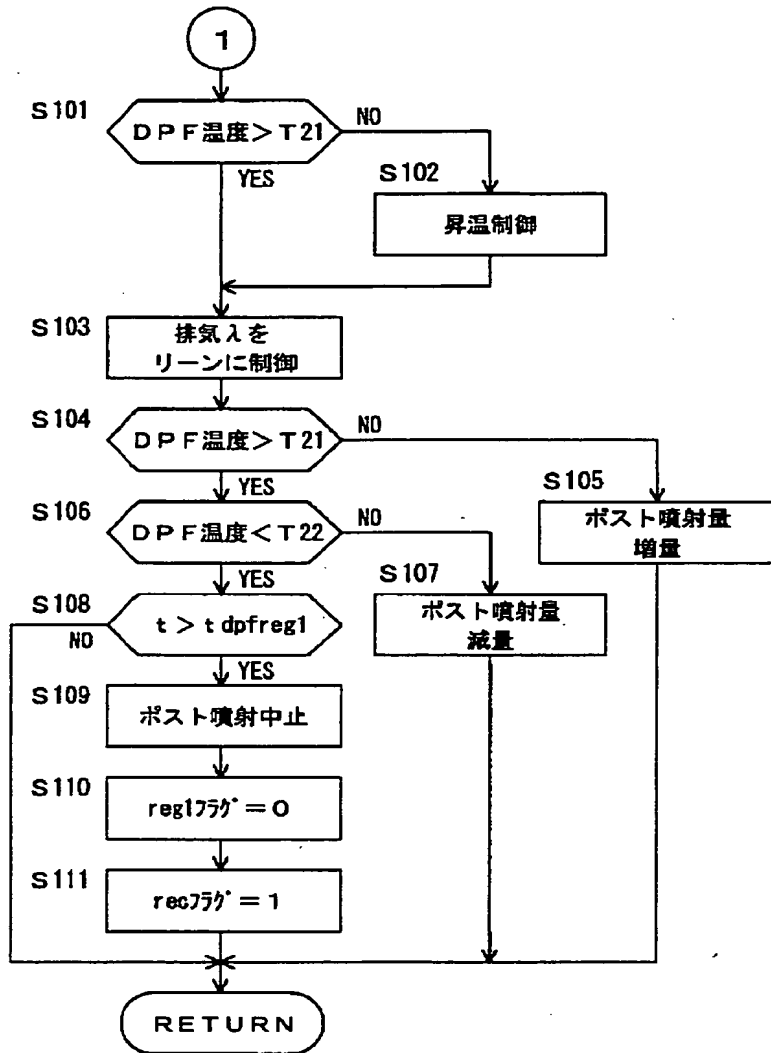 1
S101
DPF温度>T21
NO
YES
S102
昇温制御
S103
排気λを
リーンに制御
S104
DPF温度>T21
NO
YES
S105
ポスト噴射量
増量
S106
DPF温度<T22
NO
YES
S107
ポスト噴射量
減量
S108
t>tdpfreg1
NO
YES
S109
ポスト噴射中止
S110
reg1ﾌﾗｸﾞ=0
S111
recﾌﾗｸﾞ=1
RETURN